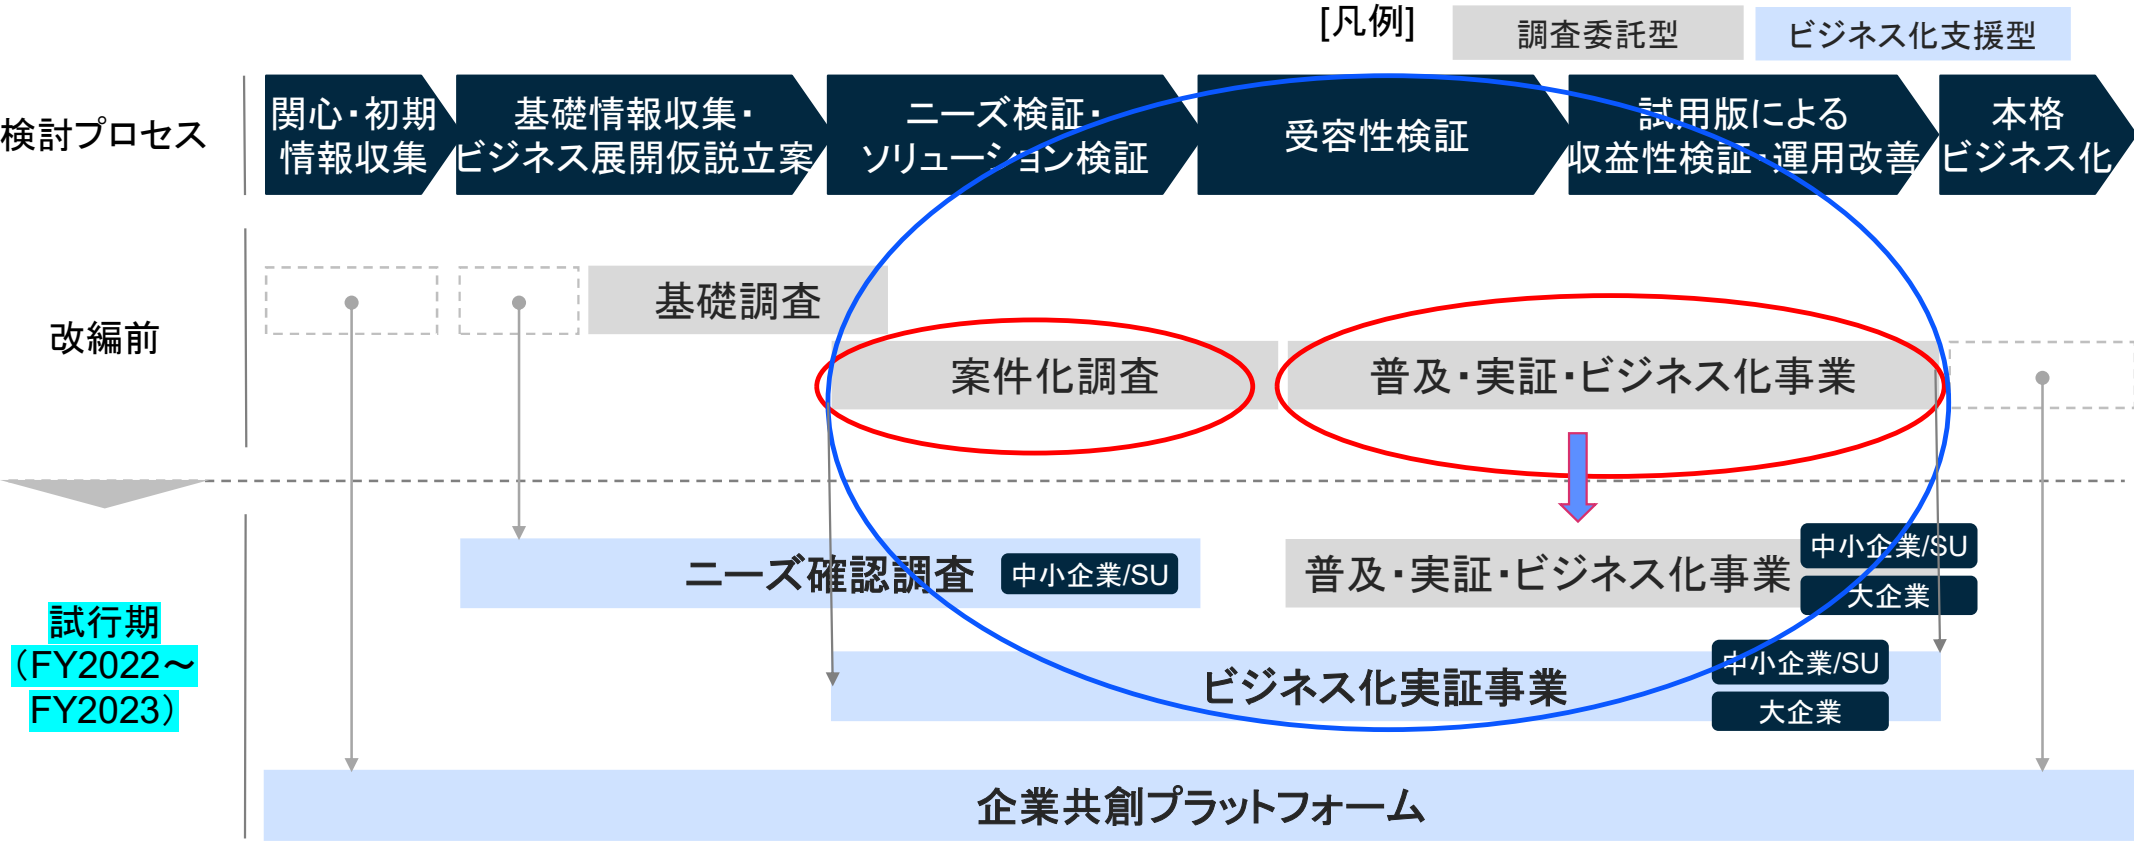 [凡例]
調査委託型
ビジネス化支援型
検討プロセス
関心・初期
情報収集
基礎情報収集・
ビジネス展開仮説立案
ニーズ検証・
ソリューション検証
受容性検証
試用版による
収益性検証・運用改善
本格
ビジネス化
改編前
基礎調査
案件化調査
普及・実証・ビジネス化事業
試行期
（FY2022～
FY2023）
ニーズ確認調査
中小企業/SU
普及・実証・ビジネス化事業
中小企業/SU
大企業
ビジネス化実証事業
中小企業/SU
大企業
企業共創プラットフォーム